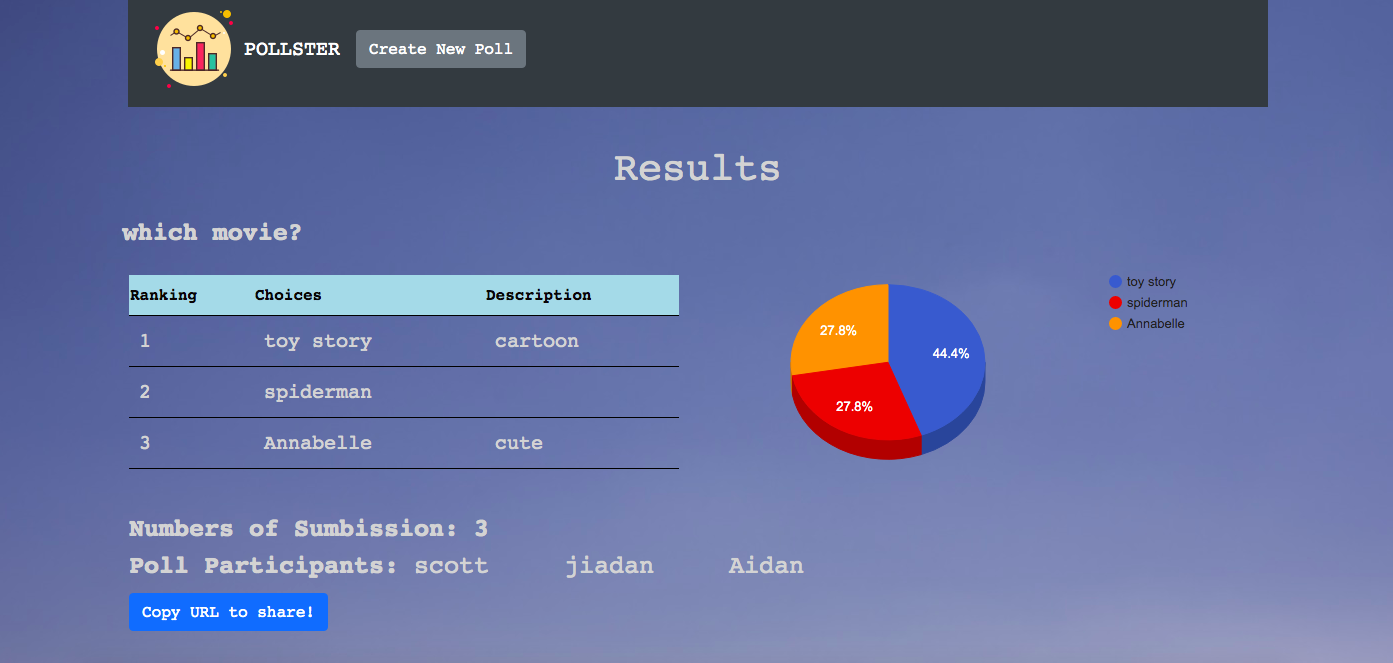 POLLSTER Create New Poll
Results
which movie?
Ranking Choices Description
1 toy story cartoon
2 spiderman
3 Annabelle cute
27.8%
44.4%
27.8%
toy story
spiderman
Annabelle
Numbers of Sumbission: 3
Poll Participants: scott jiadan Aidan
Copy URL to share!